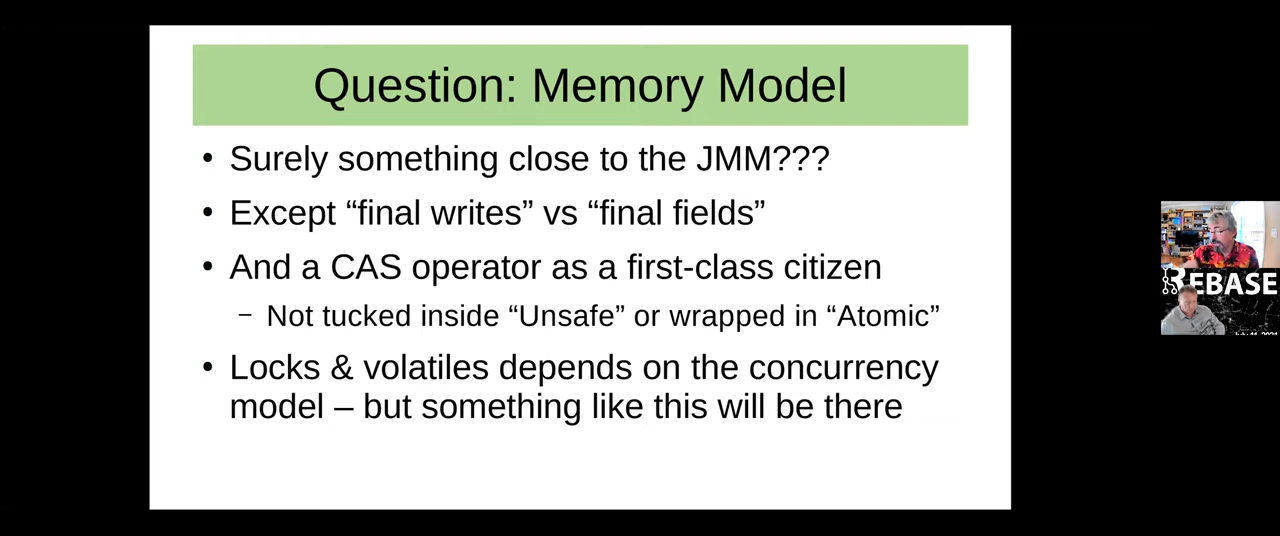 Question: Memory Model
• Surely something close to the JMM???
• Except “final writes” vs “final fields”
• And a CAS operator as a first-class citizen
– Not tucked inside “Unsafe” or wrapped in “Atomic”
• Locks & volatiles depends on the concurrency
model – but something like this will be there
REBASE